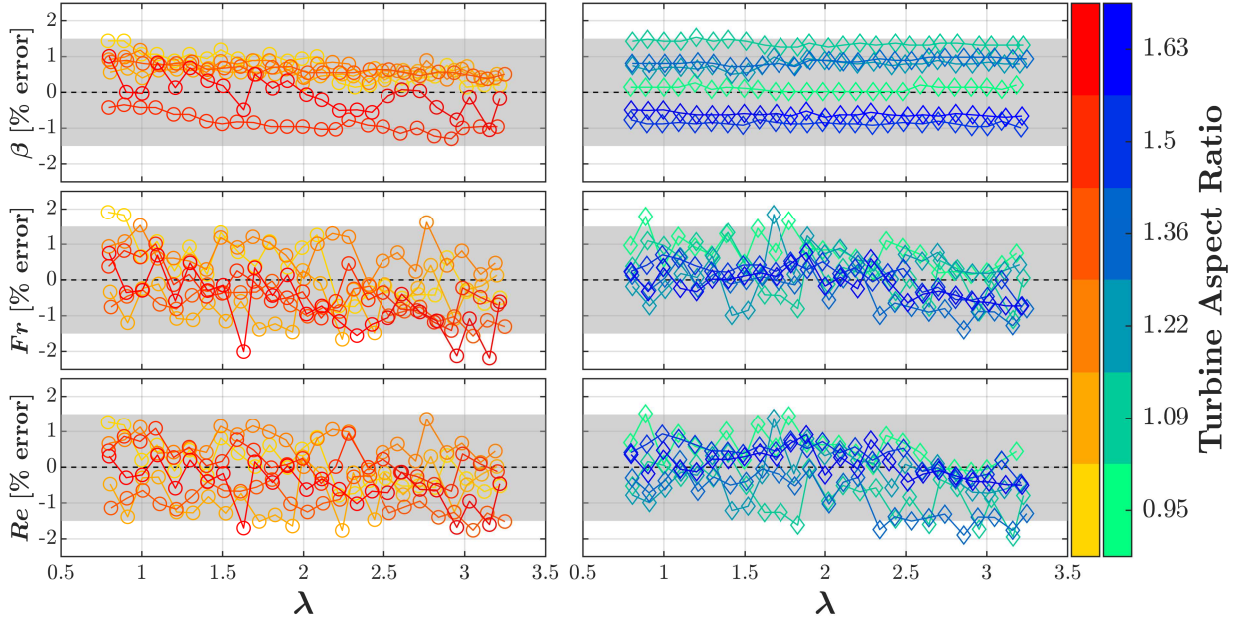 β [% error]
2
1
0
-1
-2
Fr [% error]
2
1
0
-1
-2
Re [% error]
2
1
0
-1
-2
0.5 1 1.5 2 2.5 3 3.5
λ
1 1.5 2 2.5 3 3.5
λ
1.63
1.5
1.36
1.22
1.09
0.95
Turbine Aspect Ratio